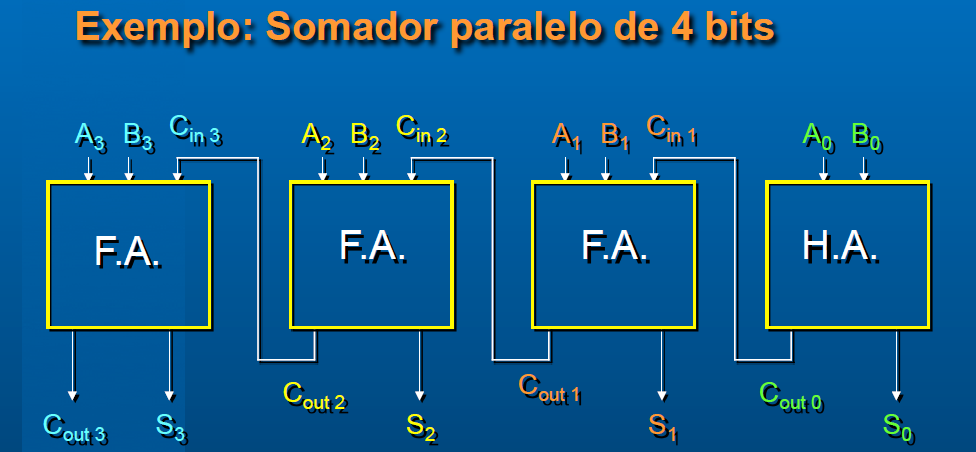 Exemplo: Somador paralelo de 4 bits
A3 B3 Cin 3 A2 B2 Cin 2 A1 B1 Cin 1 A0 B0
F.A. F.A. F.A. H.A.
Cout 2 Cout 1 Cout 0
Cout 3 S3 S2 S1 S0